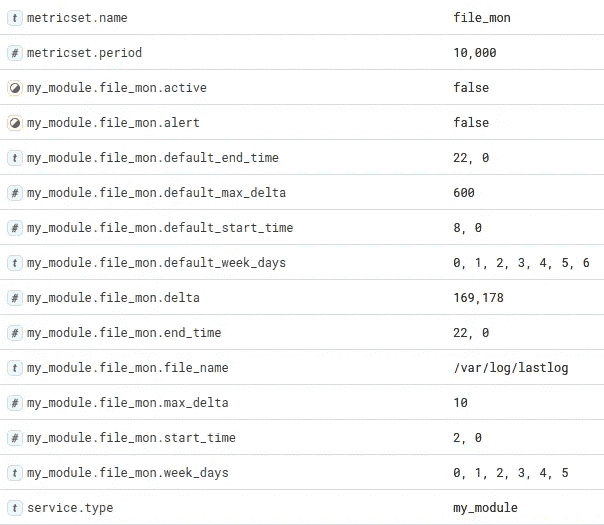 t metricset.name file_mon
# metricset.period 10,000
my_module.file_mon.active false
my_module.file_mon.alert false
t my_module.file_mon.default_end_time 22, 0
# my_module.file_mon.default_max_delta 600
# my_module.file_mon.default_start_time 8, 0
t my_module.file_mon.default_week_days 0, 1, 2, 3, 4, 5, 6
# my_module.file_mon.delta 169,178
# my_module.file_mon.end_time 22, 0
t my_module.file_mon.file_name /var/log/lastlog
# my_module.file_mon.max_delta 10
# my_module.file_mon.start_time 2, 0
t my_module.file_mon.week_days 0, 1, 2, 3, 4, 5
t service.type my_module